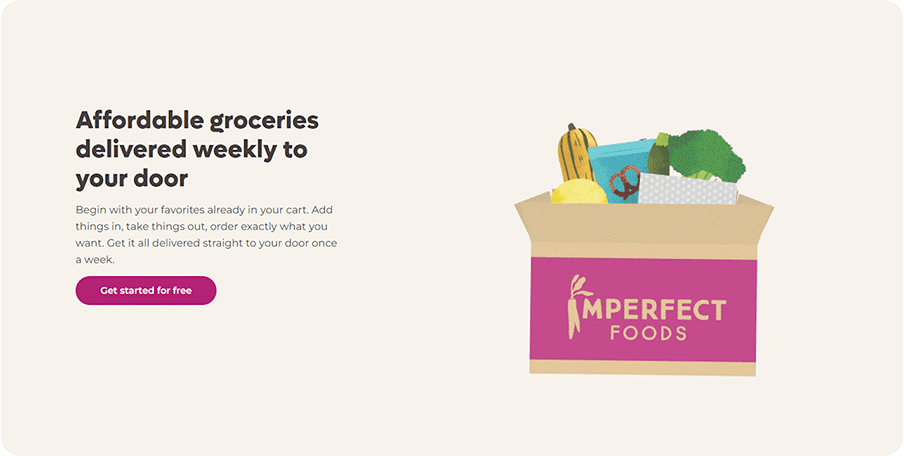 Affordable groceries
delivered weekly to
your door
Begin with your favorites already in your cart. Add
things in, take things out, order exactly what you
want. Get it all delivered straight to your door once
a week.
Get started for free
IMPERFECT
FOODS